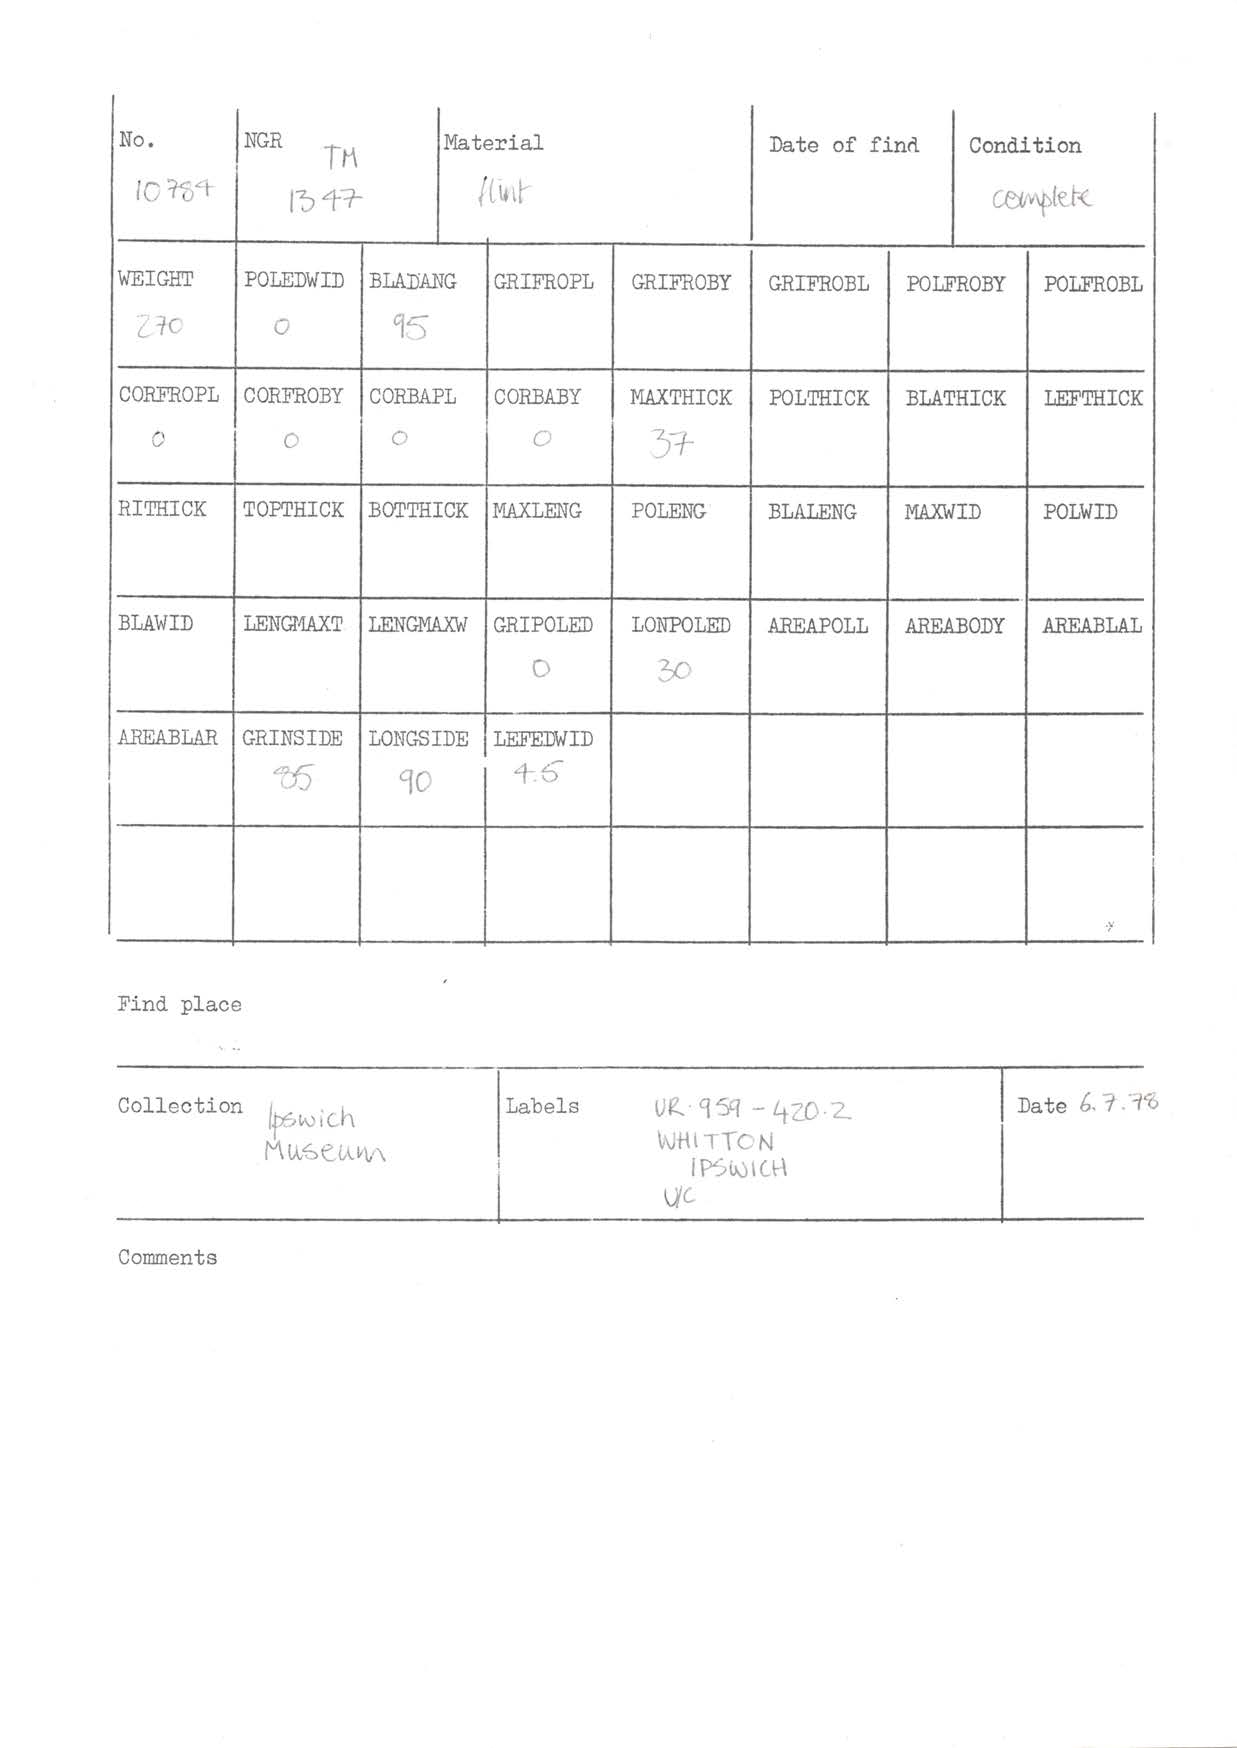 No. NGR Material Date of find Condition
10784 TM 1347 flint complete
WEIGHT POLEDWID BLADANG GRIFROPL GRIFROBY GRIFROBL POLFROBY POLFROBL
270 0 95
CORFROPL CORFROBY CORBAPL CORBABY MAXTHICK POLTHICK BLATHICK LEFTHICK
0 0 0 0 37
RITHICK TOPTHICK BOTTHICK MAXLENG POLENG BLALENG MAXWID POLWID
BLAWID LENGMAXT LENGMAXW GRIPOLED LONPOLED AREAPOLL AREABODY AREABLAL
0 30
AREABLAR GRINSIDE LONGSIDE LEFEDWID
85 90 4.5
Find place
Collection Ipswich Museum
Labels UR.959-420.2
WHITTON
IPSWICH
U/C
Date 6.7.78
Comments